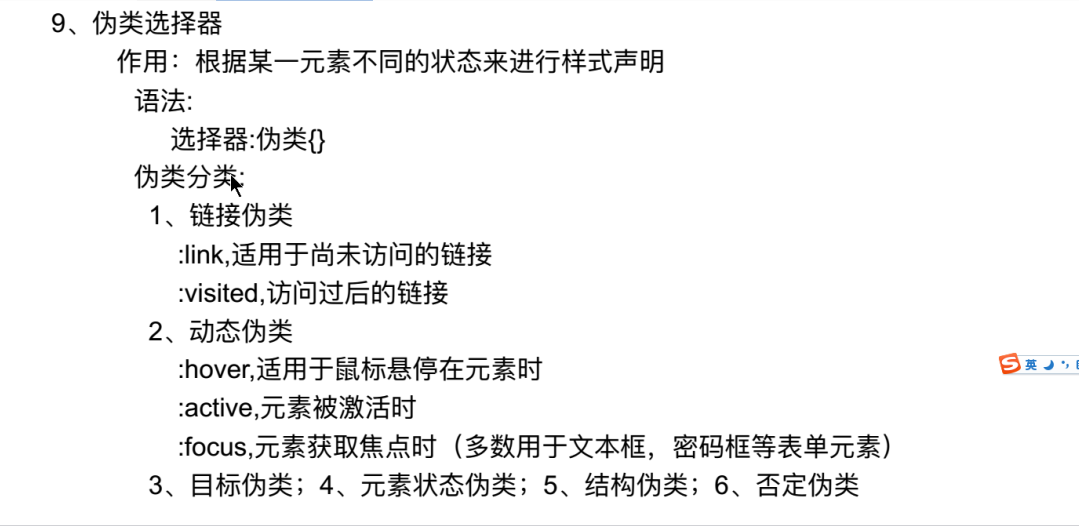 9、伪类选择器
作用：根据某一元素不同的状态来进行样式声明
语法:
选择器:伪类{}
伪类分类:
1、链接伪类
:link,适用于尚未访问的链接
:visited,访问过后的链接
2、动态伪类
:hover,适用于鼠标悬停在元素时
:active,元素被激活时
:focus,元素获取焦点时（多数用于文本框，密码框等表单元素）
3、目标伪类；4、元素状态伪类；5、结构伪类；6、否定伪类
英